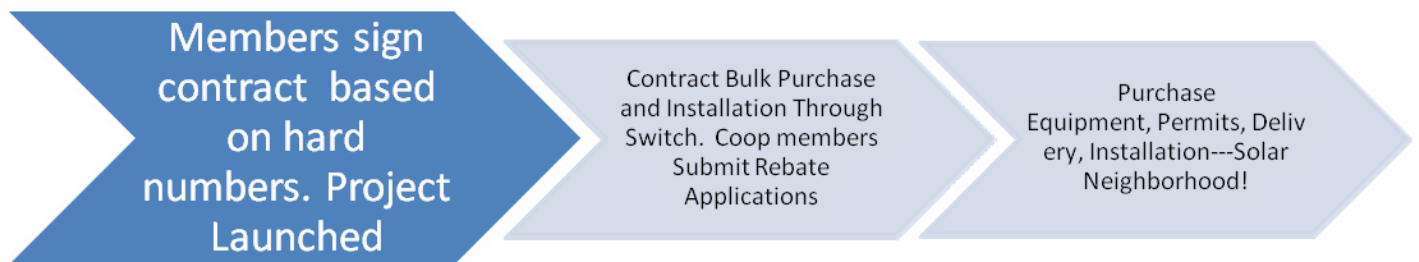 Members sign
contract based
on hard
numbers. Project
Launched
Contract Bulk Purchase
and Installation Through
Switch. Coop members
Submit Rebate
Applications
Purchase
Equipment, Permits, Deliv
ery, Installation---Solar
Neighborhood!